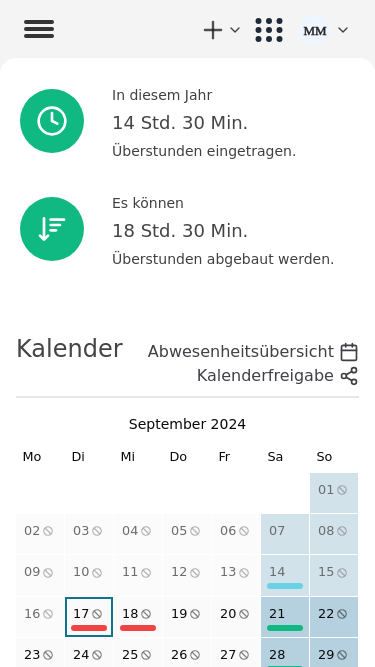 MM
In diesem Jahr
14 Std. 30 Min.
Überstunden eingetragen.
Es können
18 Std. 30 Min.
Überstunden abgebaut werden.
Kalender
Abwesenheitsübersicht
Kalenderfreigabe
September 2024
Mo Di Mi Do Fr Sa So
01
02 03 04 05 06 07 08
09 10 11 12 13 14 15
16 17 18 19 20 21 22
23 24 25 26 27 28 29